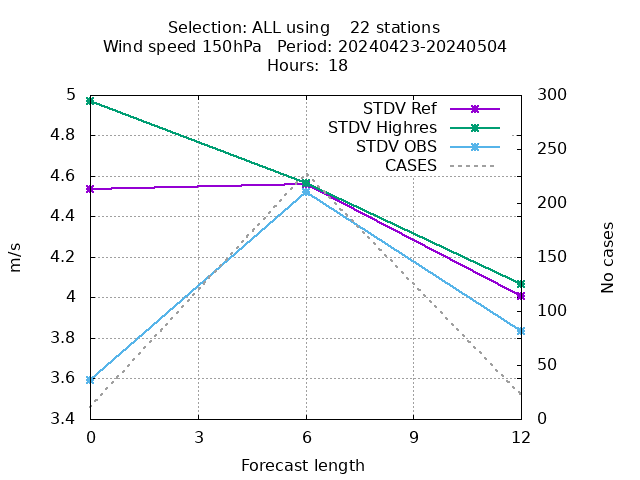 Selection: ALL using    22 stations
Wind speed 150hPa   Period: 20240423-20240504
Hours:  18
5
4.8
4.6
4.4
4.2
4
3.8
3.6
3.4
m/s
STDV Ref
STDV Highres
STDV OBS
CASES
300
250
200
150
100
50
0
No cases
0 3 6 9 12
Forecast length